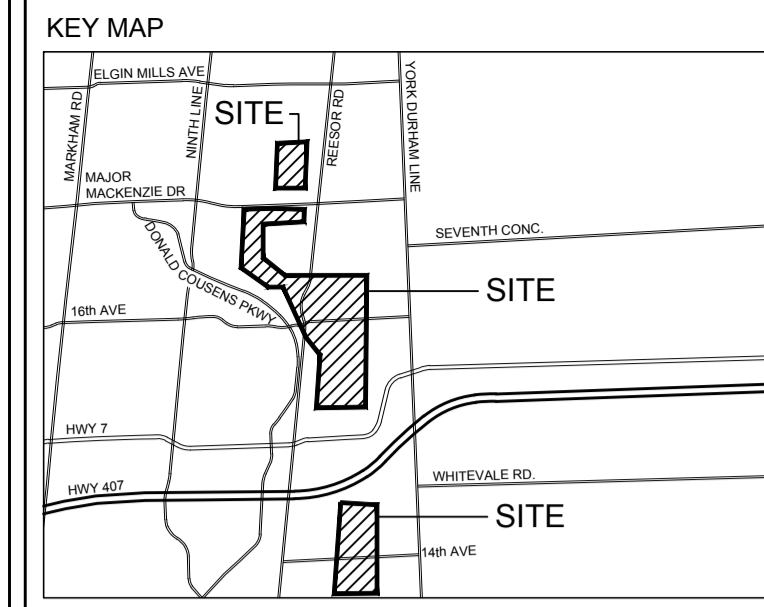 KEY MAP
ELGIN MILLS AVE
MARKHAM RD
NINTH LINE
SITE
REESOR RD
YORK DURHAM LINE
MAJOR
MACKENZIE DR
SEVENTH CONC.
DONALD COUSENS PKWY
SITE
16th AVE
HWY 7
HWY 407
WHITEVALE RD.
SITE
14th AVE